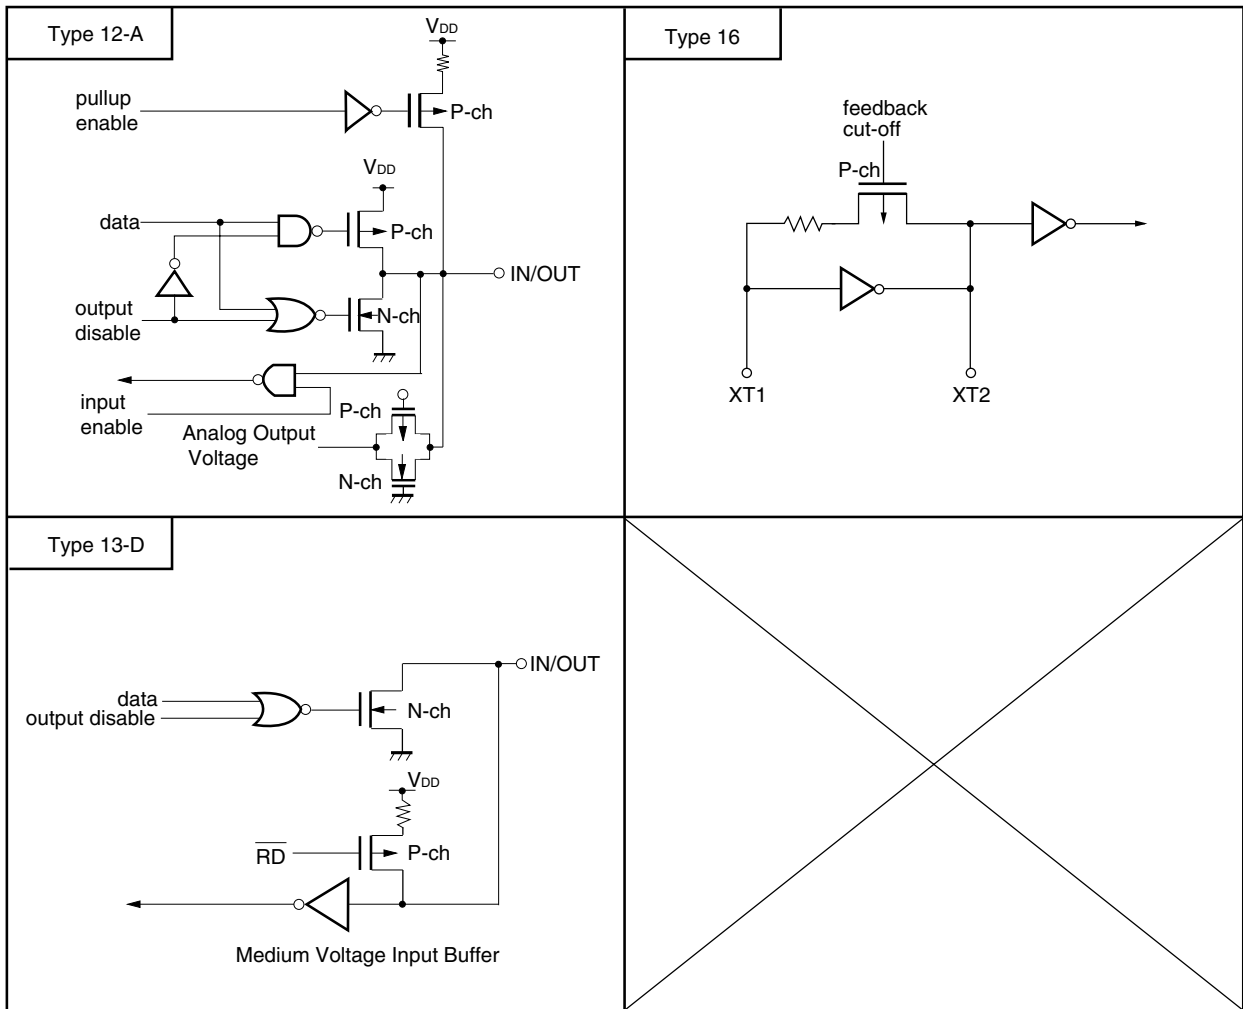 Type 12-A
VDD
pullup
enable
P-ch
VDD
data
P-ch
IN/OUT
output
disable
N-ch
input
enable
P-ch
Analog Output
Voltage
N-ch
Type 16
feedback
cut-off
P-ch
XT1
XT2
Type 13-D
IN/OUT
data
output disable
N-ch
VDD
RD
P-ch
Medium Voltage Input Buffer